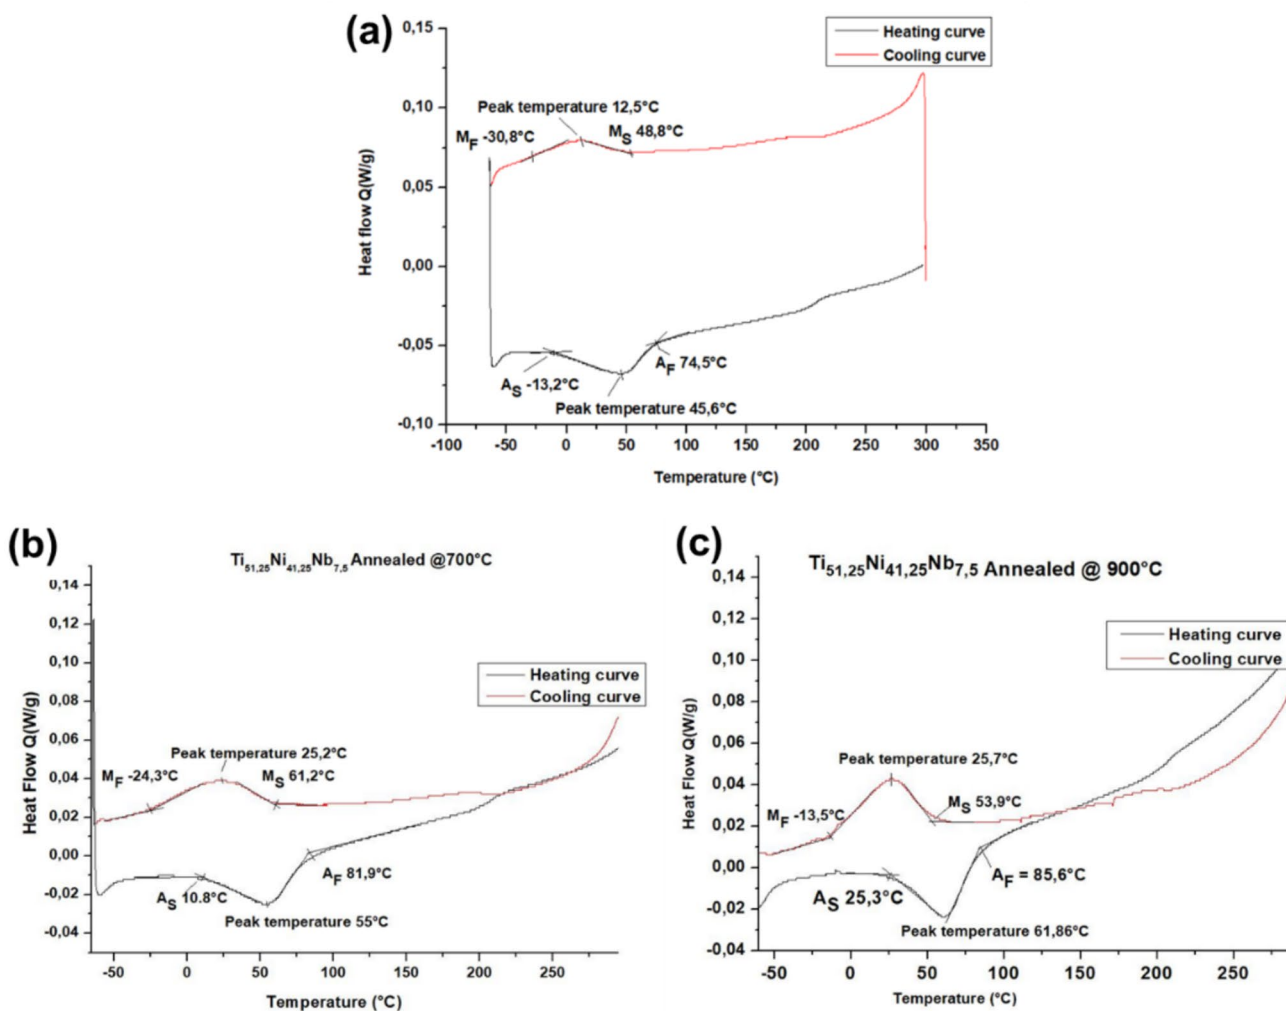 (a)
Heating curve
Cooling curve
Peak temperature 12,5°C
MF -30,8°C
MS 48,8°C
AS -13,2°C
AF 74,5°C
Peak temperature 45,6°C
Heat flow Q(W/g)
0,15
0,10
0,05
0,00
-0,05
-0,10
-100 -50 0 50 100 150 200 250 300 350
Temperature (°C)
(b)
Ti51,25Ni41,25Nb7,5 Annealed @700°C
Heating curve
Cooling curve
Peak temperature 25,2°C
MF -24,3°C
MS 61,2°C
AS 10.8°C
AF 81,9°C
Peak temperature 55°C
Heat Flow Q(W/g)
0,14
0,12
0,10
0,08
0,06
0,04
0,02
0,00
-0,02
-0,04
-50 0 50 100 150 200 250
Temperature (°C)
(c)
Ti51,25Ni41,25Nb7,5 Annealed @ 900°C
Heating curve
Cooling curve
Peak temperature 25,7°C
MF -13,5°C
MS 53,9°C
AS 25,3°C
AF = 85,6°C
Peak temperature 61,86°C
Heat Flow Q(W/g)
0,14
0,12
0,10
0,08
0,06
0,04
0,02
0,00
-0,02
-0,04
-50 0 50 100 150 200 250
Temperature (°C)